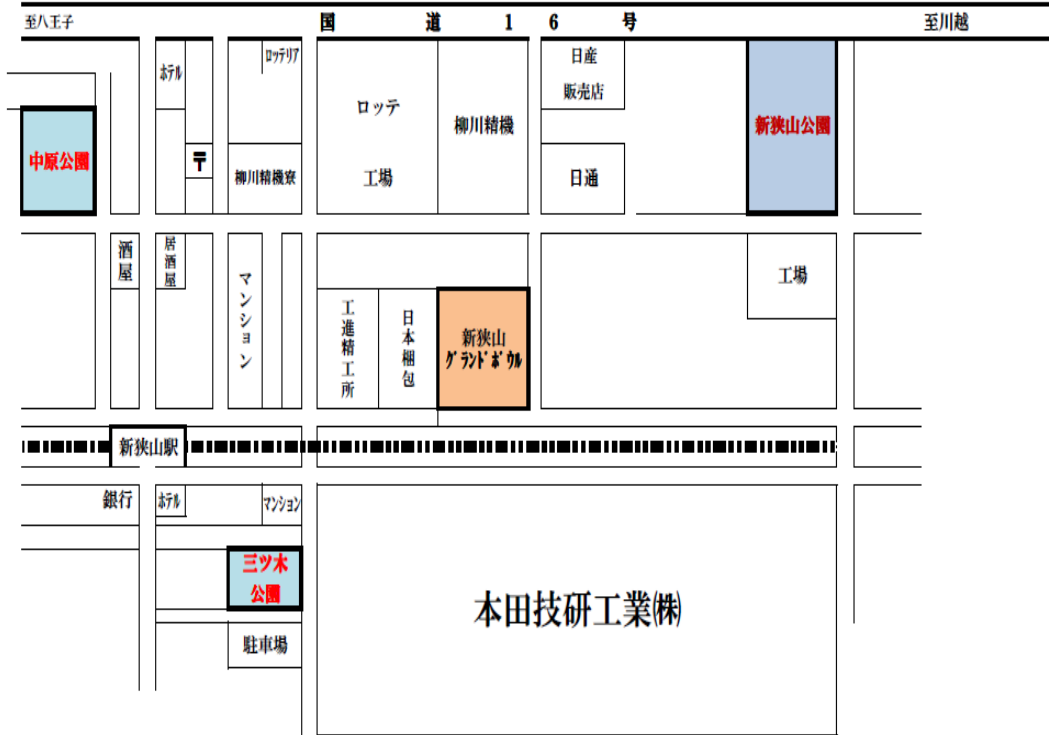 至八王子
国道16号
至川越
ホテル
ロッテリア
ロッテ
工場
柳川精機
日産
販売店
新狭山公園
中原公園
〒
柳川精機寮
日通
酒屋
居酒屋
マンション
工進精工所
日本梱包
新狭山
グランドボウル
工場
新狭山駅
銀行
ホテル
マンション
三ツ木
公園
本田技研工業㈱
駐車場